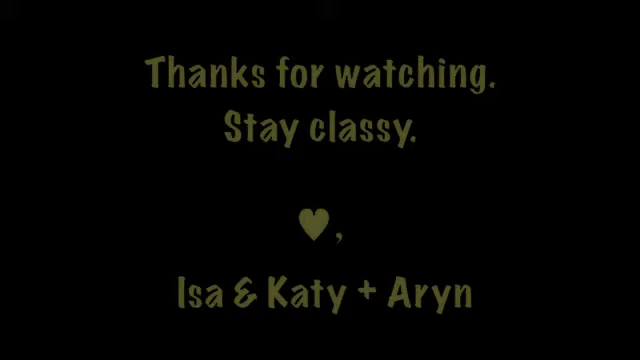 Thanks for watching.
Stay classy.
♥,
Isa & Katy + Aryn